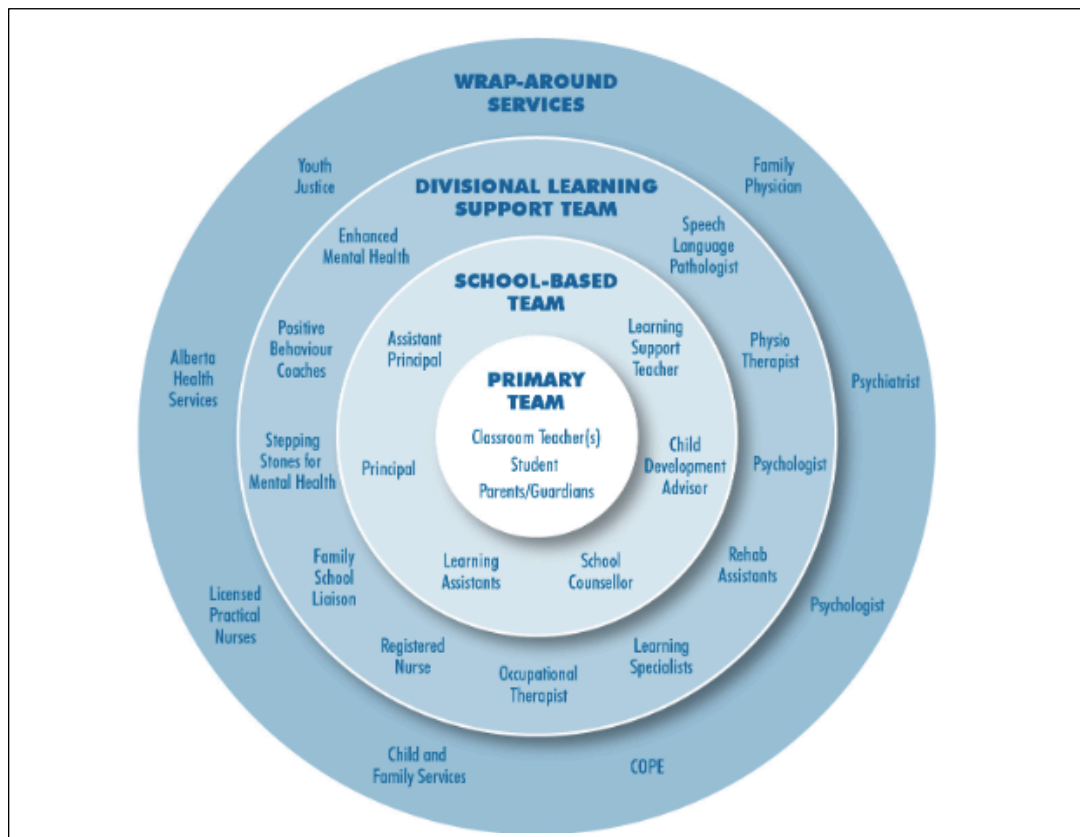 WRAP-AROUND
SERVICES
Youth
Justice
Family
Physician
Alberta
Health
Services
Psychiatrist
Licensed
Practical
Nurses
Psychologist
Child and
Family Services
COPE
DIVISIONAL LEARNING
SUPPORT TEAM
Enhanced
Mental Health
Speech
Language
Pathologist
Positive
Behaviour
Coaches
Physio
Therapist
Stepping
Stones for
Mental Health
Psychologist
Family
School
Liaison
Rehab
Assistants
Registered
Nurse
Occupational
Therapist
Learning
Specialists
SCHOOL-BASED
TEAM
Assistant
Principal
Learning
Support
Teacher
Principal
Child
Development
Advisor
Learning
Assistants
School
Counsellor
PRIMARY
TEAM
Classroom Teacher(s)
Student
Parents/Guardians